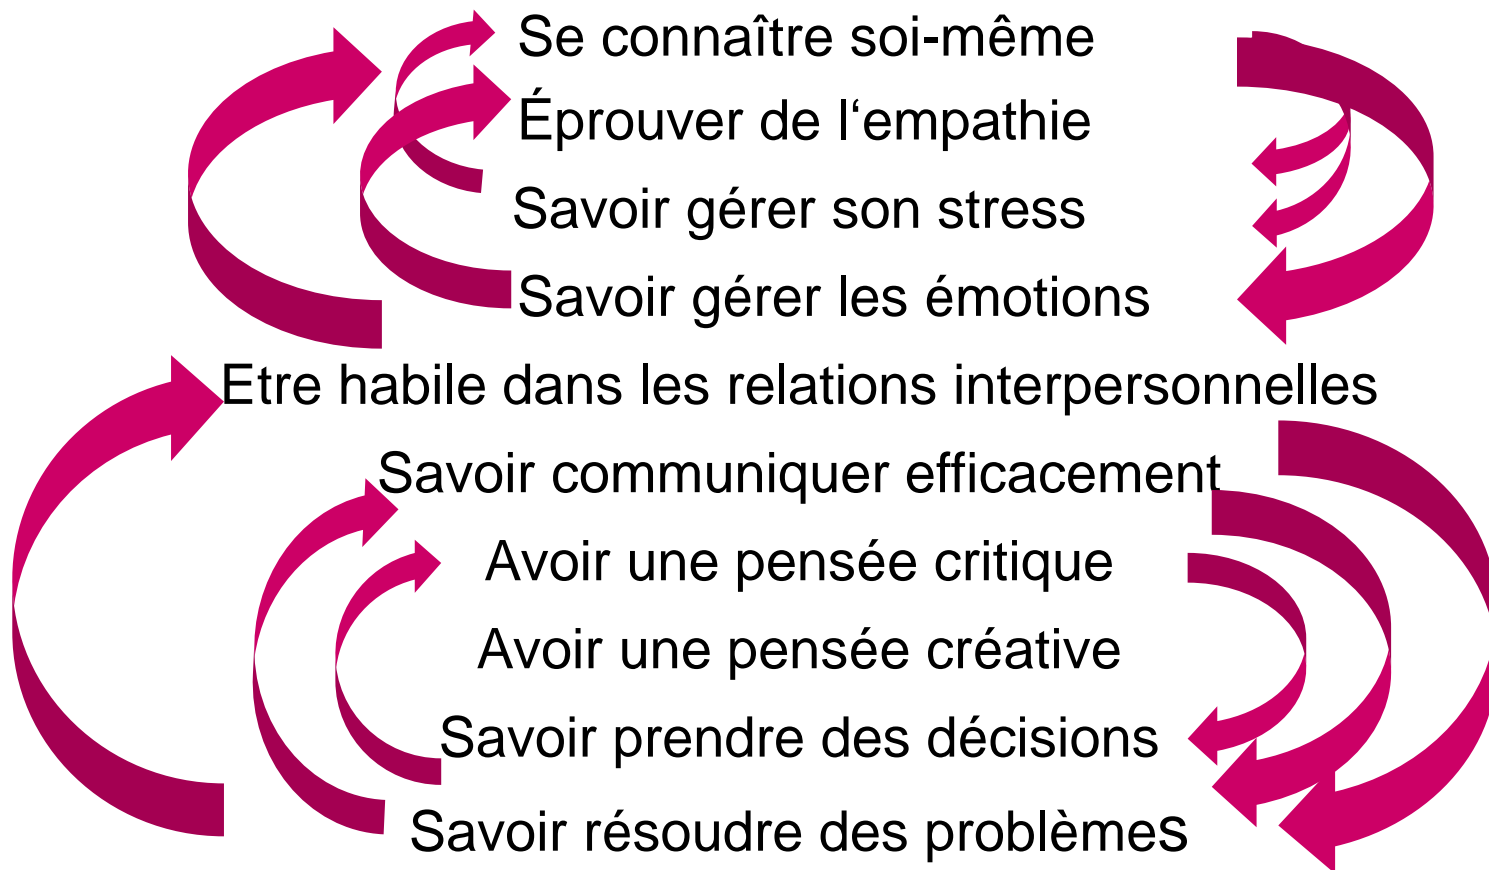 Se connaître soi-même
Éprouver de l‘empathie
Savoir gérer son stress
Savoir gérer les émotions
Etre habile dans les relations interpersonnelles
Savoir communiquer efficacement
Avoir une pensée critique
Avoir une pensée créative
Savoir prendre des décisions
Savoir résoudre des problèmes